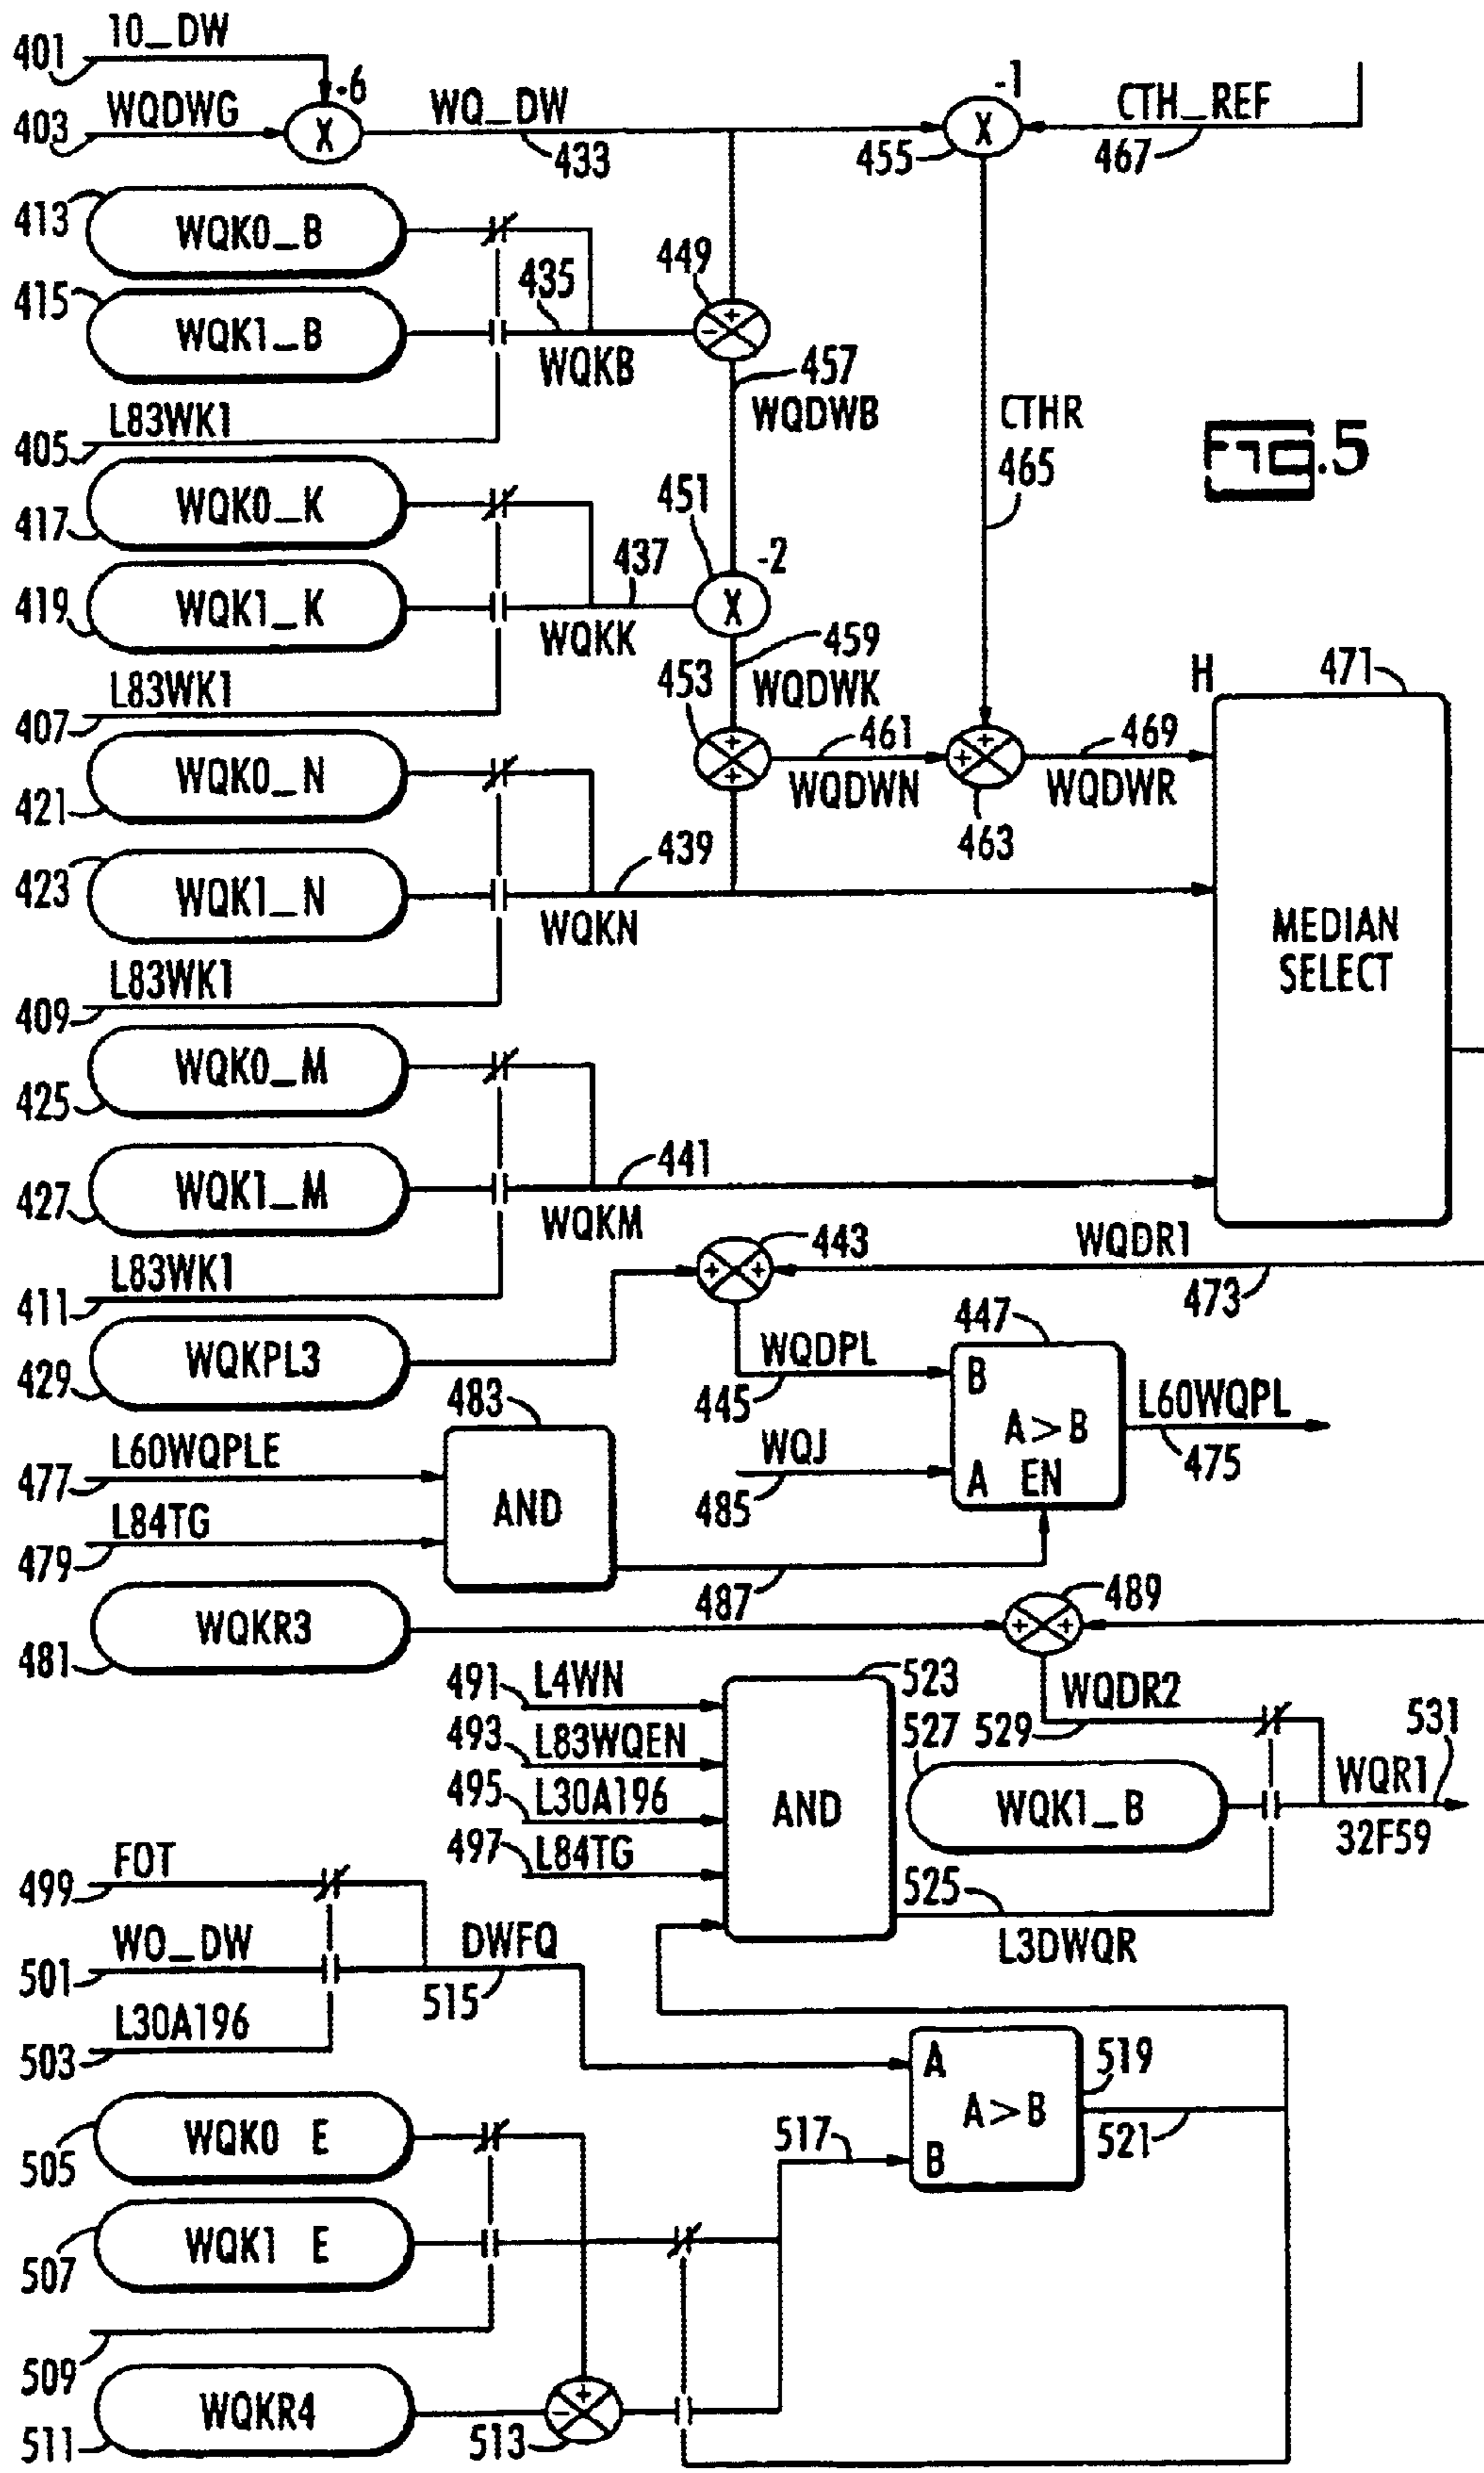 401 10_DW
-6
403 WQDWG
X
WQ_DW
433
-1
X
455
CTH_REF
467
413 WQK0_B
415 WQK1_B
435
WQKB
449
+
-
457
WQDWB
405 L83WK1
CTHR
465
FIG.5
417 WQK0_K
419 WQK1_K
437
WQKK
451
-2
X
459
WQDWK
407 L83WK1
453
+
+
461
WQDWN
+
+
463
469
WQDWR
H
471
MEDIAN
SELECT
421 WQK0_N
423 WQK1_N
439
WQKN
409 L83WK1
425 WQK0_M
427 WQK1_M
441
WQKM
411 L83WK1
443
+ +
WQDR1
473
429 WQKPL3
WQDPL
445
447
B
A>B
A EN
L60WQPL
475
483
477 L60WQPLE
479 L84TG
AND
WQJ
485
487
481 WQKR3
489
+ +
491 L4WN
493 L83WQEN
495 L30A196
497 L84TG
523
AND
WQDR2
529
527 WQK1_B
531
WQR1
32F59
525
L3DWQR
499 FOT
501 WO_DW
503 L30A196
DWFQ
515
A
A>B
B
519
521
517
505 WQK0 E
507 WQK1 E
509
511 WQKR4
+
-
513